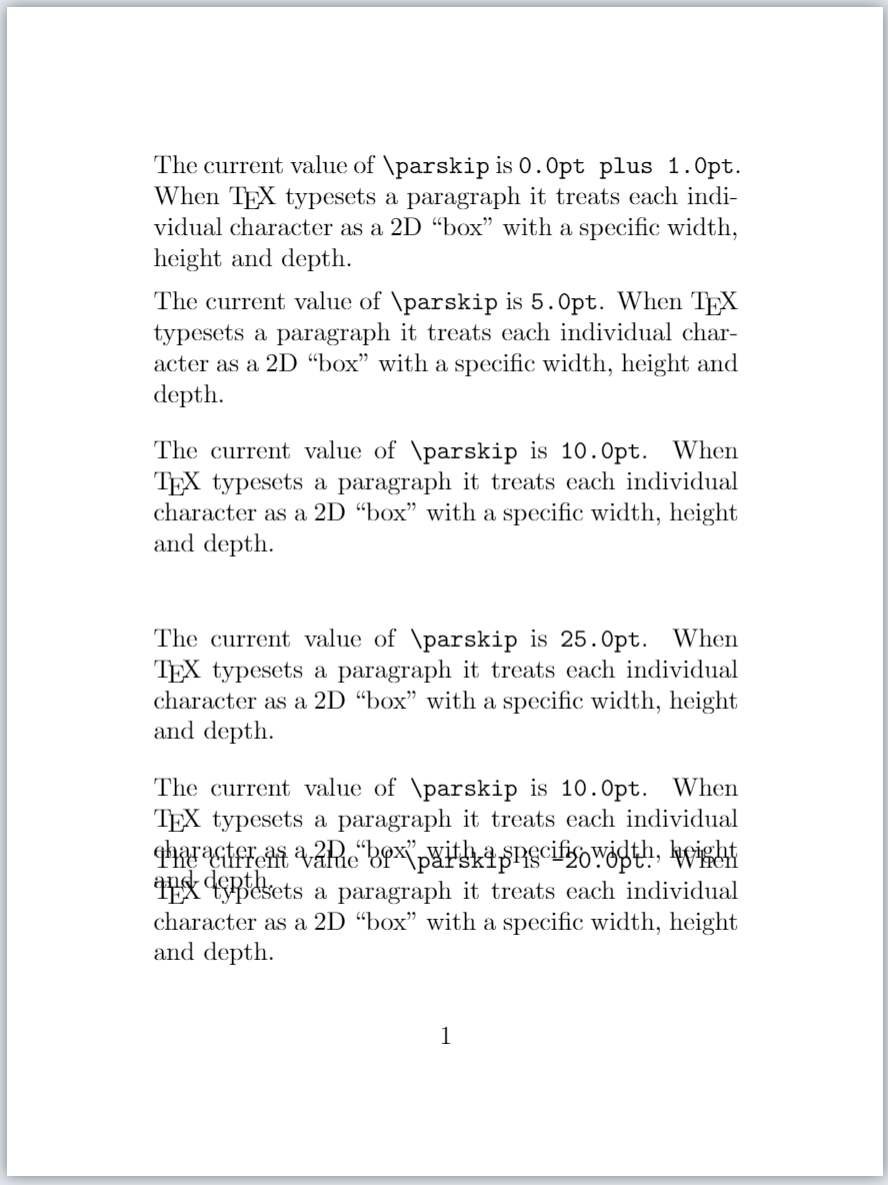 The current value of \parskip is 0.0pt plus 1.0pt.
When TEX typesets a paragraph it treats each indi-
vidual character as a 2D “box” with a specific width,
height and depth.
The current value of \parskip is 5.0pt. When TEX
typesets a paragraph it treats each individual char-
acter as a 2D “box” with a specific width, height and
depth.
The current value of \parskip is 10.0pt. When
TEX typesets a paragraph it treats each individual
character as a 2D “box” with a specific width, height
and depth.
The current value of \parskip is 25.0pt. When
TEX typesets a paragraph it treats each individual
character as a 2D “box” with a specific width, height
and depth.
The current value of \parskip is 10.0pt. When
TEX typesets a paragraph it treats each individual
character as a 2D “box” with a specific width, height
The current value of \parskip is -20.0pt. When
and depth.
TEX typesets a paragraph it treats each individual
character as a 2D “box” with a specific width, height
and depth.
1